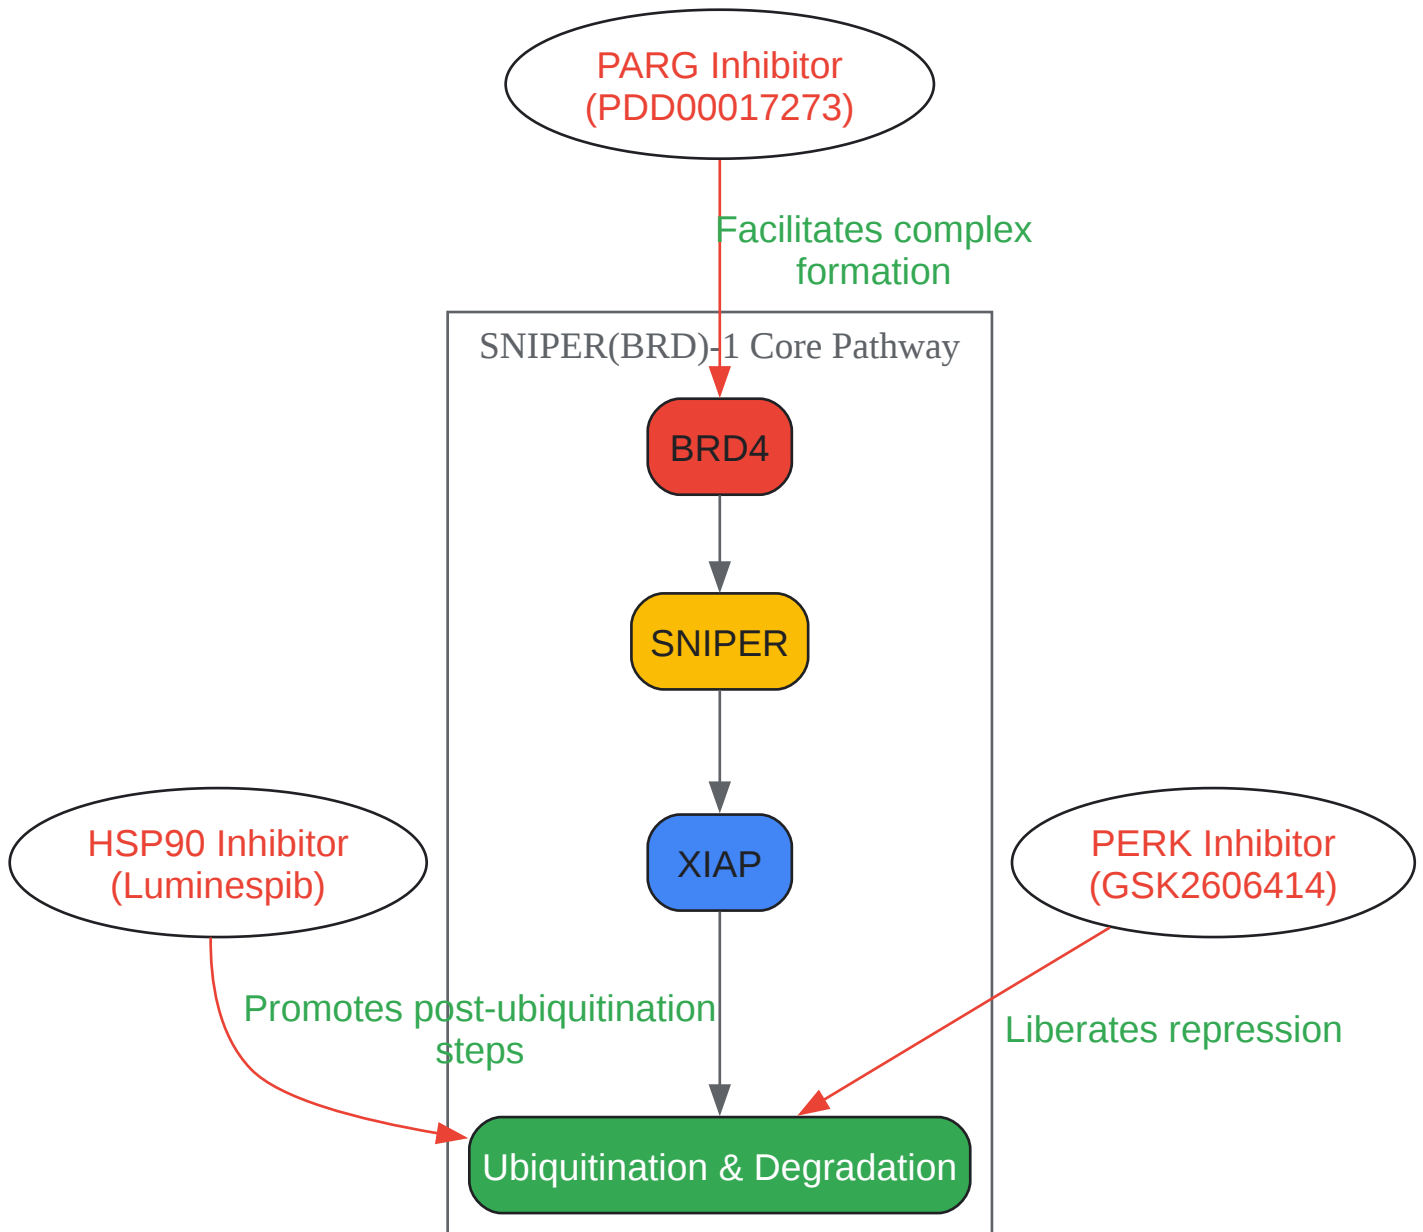 PARG Inhibitor
(PDD00017273)
Facilitates complex
formation
SNIPER(BRD)-1 Core Pathway
BRD4
SNIPER
XIAP
HSP90 Inhibitor
(Luminespib)
PERK Inhibitor
(GSK2606414)
Promotes post-ubiquitination
steps
Liberates repression
Ubiquitination & Degradation